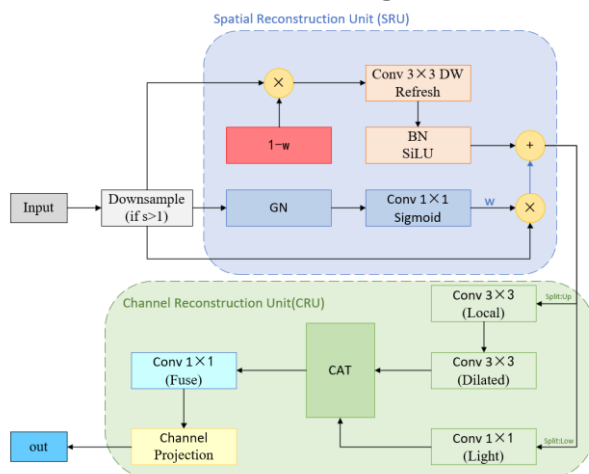 Spatial Reconstruction Unit (SRU)
×
Conv 3×3 DW
Refresh
1-w
BN
SiLU
+
Input
Downsample
(if s>1)
GN
Conv 1×1
Sigmoid
w
×
Channel Reconstruction Unit(CRU)
Conv 3×3
(Local)
Split:Up
Conv 1×1
(Fuse)
CAT
Conv 3×3
(Dilated)
out
Channel
Projection
Conv 1×1
(Light)
Split:Low